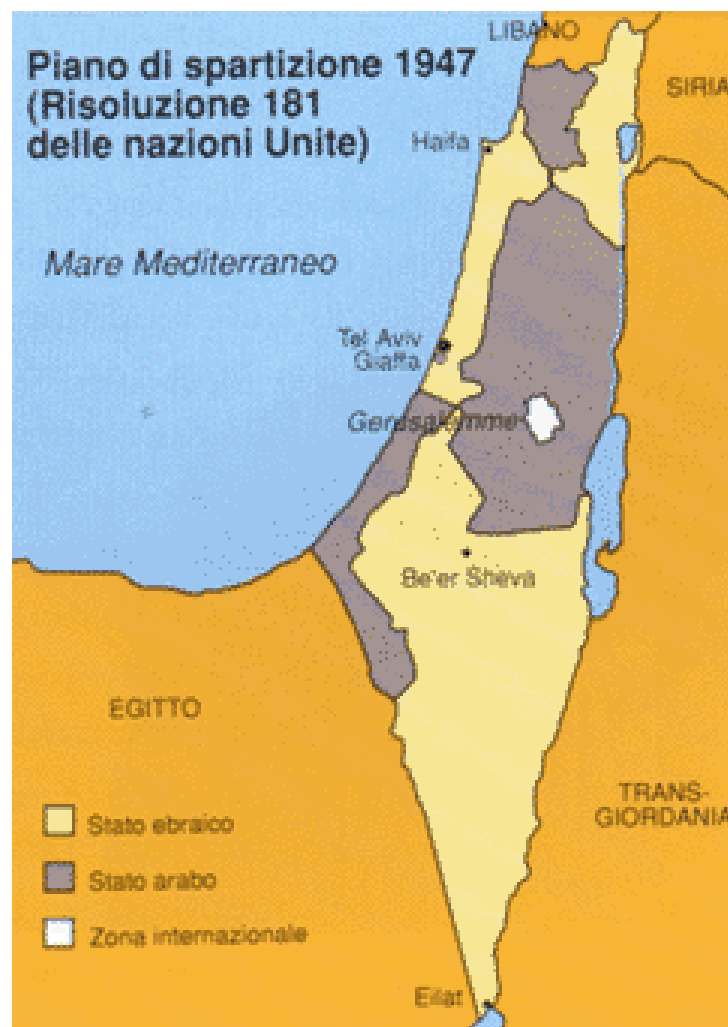 Piano di spartizione 1947
(Risoluzione 181
delle nazioni Unite)
LIBANO
SIRIA
Haifa
Mare Mediterraneo
Tel Aviv
Giaffa
Gerusalemme
Be'er Sheva
EGITTO
TRANS-
GIORDANIA
Stato ebraico
Stato arabo
Zona internazionale
Eilat